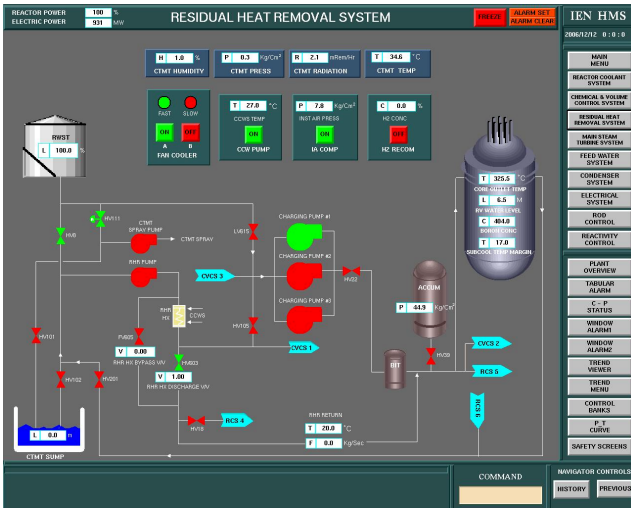 REACTOR POWER 100 %
ELECTRIC POWER 931 MW
RESIDUAL HEAT REMOVAL SYSTEM
FREEZE
ALARM SET
ALARM CLEAR
IEN HMS
2006/12/12 0:0:0
H 1.0 %
CTMT HUMIDITY
P 0.3 Kg/Cm²
CTMT PRESS
R 2.1 mRem/Hr
CTMT RADIATION
T 34.6 °C
CTMT TEMP
FAST SLOW
ON OFF
A B
FAN COOLER
T 27.0 °C
CCWS TEMP
ON
CCW PUMP
P 7.8 Kg/Cm²
INST AIR PRESS
ON
IA COMP
C 0.0 %
H2 CONC
OFF
H2 RECOM
RWST
L 100.0 %
T 325.5 °C
CORE OUTLET TEMP
L 6.5 M
RV WATER LEVEL
C 404.0
BORON CONC
T 17.0
SUBCOOL TEMP MARGIN
HV8
HV111
CTMT
SPRAY PUMP
CTMT SPRAY
RHR PUMP
LV615
CHARGING PUMP #1
CHARGING PUMP #2
CHARGING PUMP #3
CVCS 3
HV22
ACCUM
P 44.9 Kg/Cm²
RHR
HX
CCWS
HV101
FV605
HV105
CVCS 1
V 0.00
RHR HX BYPASS V/V
HV603
V 1.00
RHR HX DISCHARGE V/V
HV39
BIT
CVCS 2
RCS 5
RCS 6
HV102
HV201
HV18
RCS 4
RHR RETURN
T 20.0 °C
F 0.0 Kg/Sec
L 0.0 m
CTMT SUMP
MAIN
MENU
REACTOR COOLANT
SYSTEM
CHEMICAL & VOLUME
CONTROL SYSTEM
RESIDUAL HEAT
REMOVAL SYSTEM
MAIN STEAM
TURBINE SYSTEM
FEED WATER
SYSTEM
CONDENSER
SYSTEM
ELECTRICAL
SYSTEM
ROD
CONTROL
REACTIVITY
CONTROL
PLANT
OVERVIEW
TABULAR
ALARM
C - P
STATUS
WINDOW
ALARM1
WINDOW
ALARM2
TREND
VIEWER
TREND
MENU
CONTROL
BANKS
P_T
CURVE
SAFETY SCREENS
COMMAND
NAVIGATOR CONTROLS
HISTORY PREVIOUS